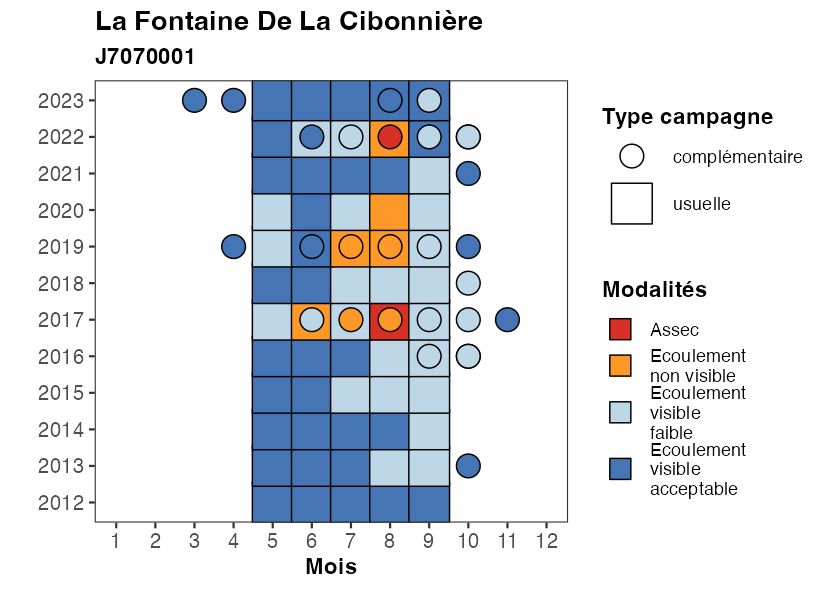 La Fontaine De La Cibonnière
J7070001
2023
2022
2021
2020
2019
2018
2017
2016
2015
2014
2013
2012
1 2 3 4 5 6 7 8 9 10 11 12
Mois
Type campagne
complémentaire
usuelle
Modalités
Assec
Ecoulement
non visible
Ecoulement
visible
faible
Ecoulement
visible
acceptable